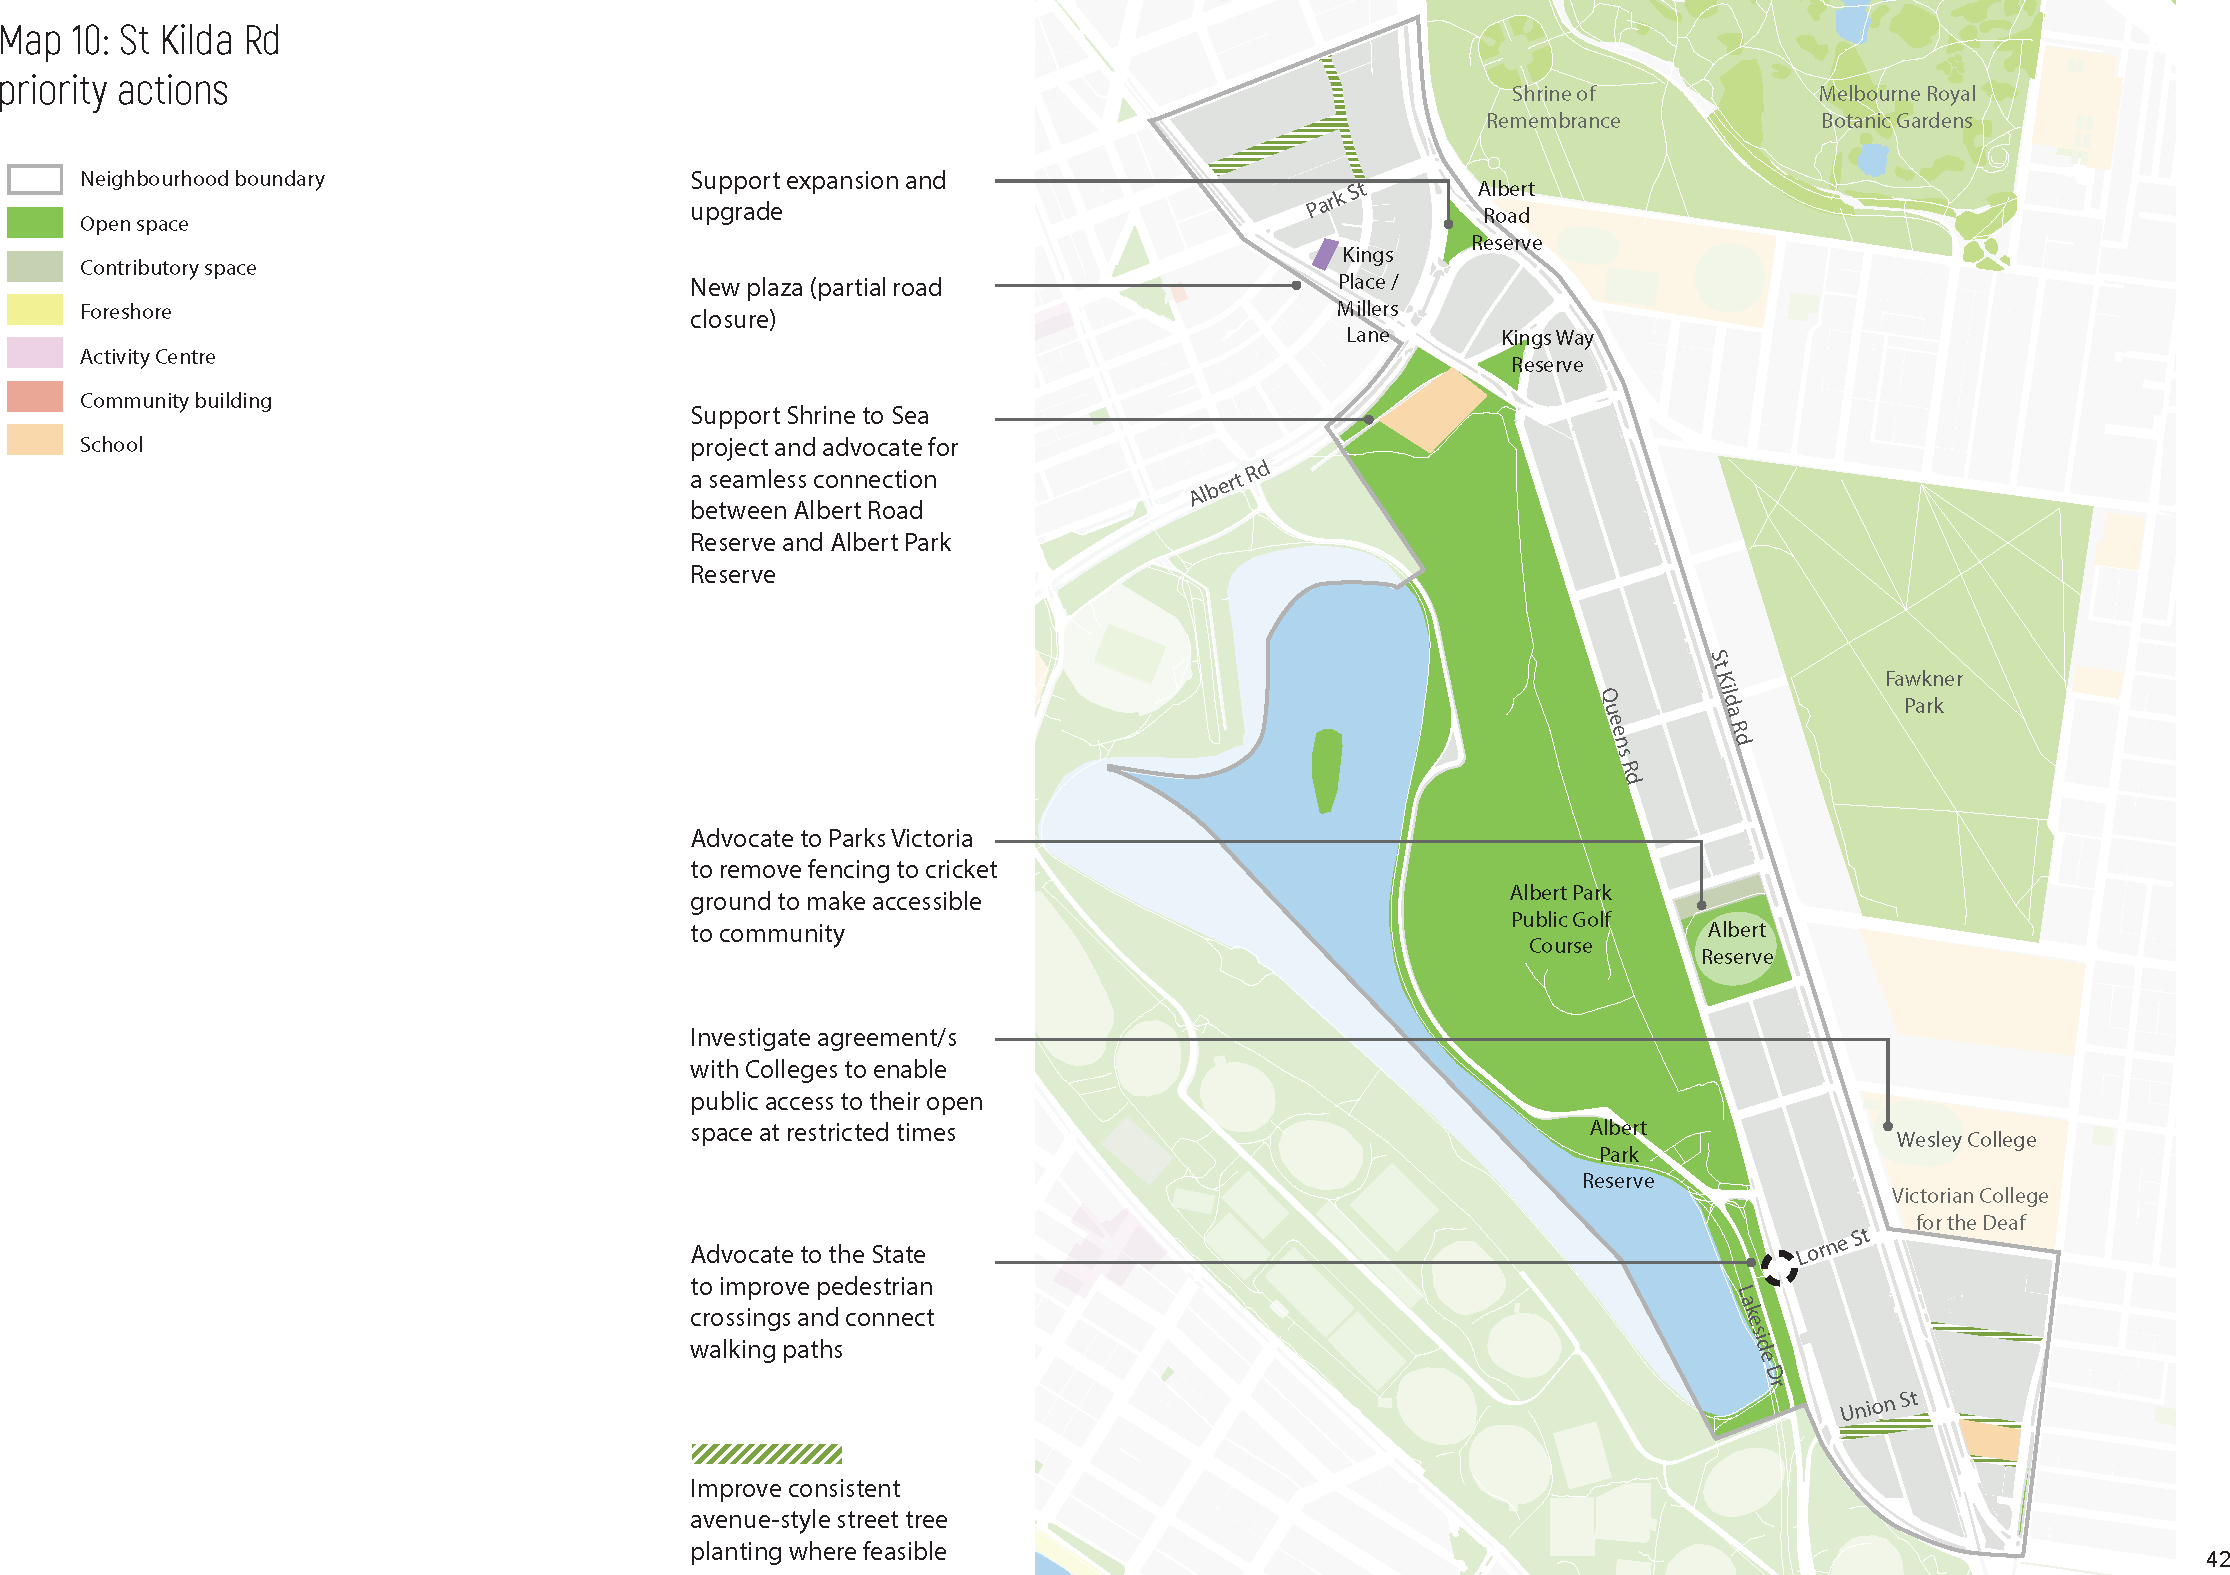 Map 10: St Kilda Rd
priority actions
Neighbourhood boundary
Open space
Contributory space
Foreshore
Activity Centre
Community building
School
Support expansion and
upgrade
New plaza (partial road
closure)
Support Shrine to Sea
project and advocate for
a seamless connection
between Albert Road
Reserve and Albert Park
Reserve
Advocate to Parks Victoria
to remove fencing to cricket
ground to make accessible
to community
Investigate agreement/s
with Colleges to enable
public access to their open
space at restricted times
Advocate to the State
to improve pedestrian
crossings and connect
walking paths
Improve consistent
avenue-style street tree
planting where feasible
Shrine of
Remembrance
Melbourne Royal
Botanic Gardens
Park St
Albert
Road
Reserve
Kings
Place /
Millers
Lane
Kings Way
Reserve
Albert Rd
St Kilda Rd
Queens Rd
Fawkner
Park
Albert Park
Public Golf
Course
Albert
Reserve
Albert
Park
Reserve
Wesley College
Victorian College
for the Deaf
Lorne St
Lakeside Dr
Union St
42